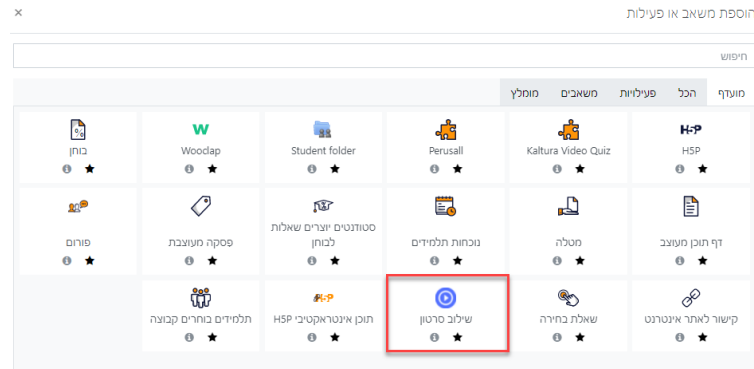 הוספת משאב או פעילות
חיפוש
מועדף הכל פעילויות משאבים מומלץ
H5P
H5P
Kaltura Video Quiz
Perusall
Student folder
W
Wooclap
בוחן
דף תוכן מעוצב
מטלה
נוכחות תלמידים
סטודנטים יוצרים שאלות
לבוחן
פסקה מעוצבת
פורום
קישור לאתר אינטרנט
שאלת בחירה
שילוב סרטון
H5P
תוכן אינטראקטיבי H5P
תלמידים בוחרים קבוצה